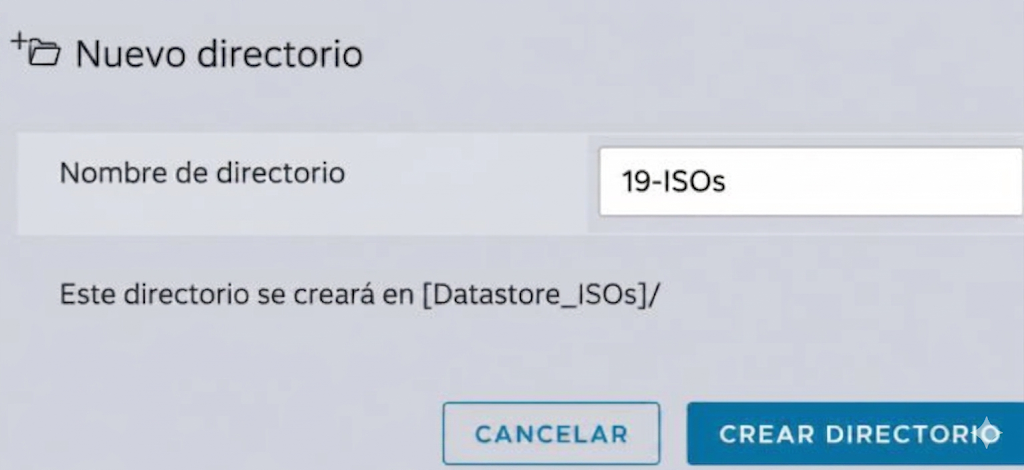 Nuevo directorio
Nombre de directorio
19-ISOs
Este directorio se creará en [Datastore_ISOs]/
CANCELAR
CREAR DIRECTORIO